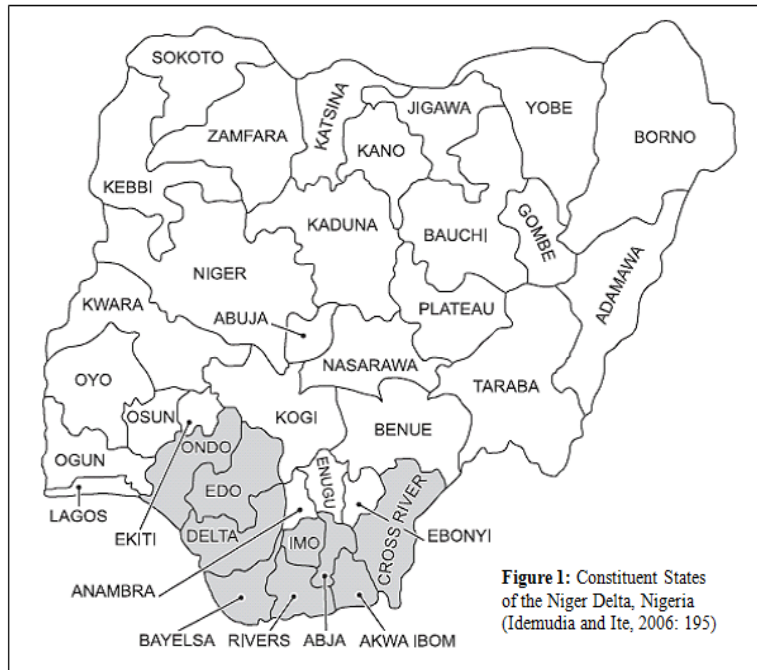 SOKOTO
ZAMFARA
KATSINA
JIGAWA
YOBE
BORNO
KANO
KEBBI
KADUNA
BAUCHI
GOMBE
NIGER
ADAMAWA
KWARA
ABUJA
PLATEAU
NASARAWA
OYO
TARABA
OSUN
KOGI
BENUE
ONDO
OGUN
ENUGU
EDO
CROSS RIVER
LAGOS
EKITI
DELTA
IMO
EBONYI
ANAMBRA
BAYELSA
RIVERS
ABJA
AKWA IBOM
Figure 1: Constituent States
of the Niger Delta, Nigeria
(Idemudia and Ite, 2006: 195)